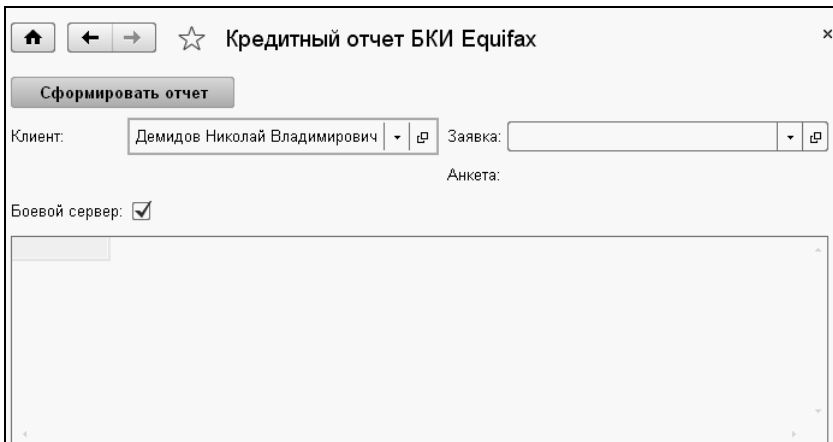 Кредитный отчет БКИ Equifax
Сформировать отчет
Клиент: Демидов Николай Владимирович Заявка:
Анкета:
Боевой сервер: